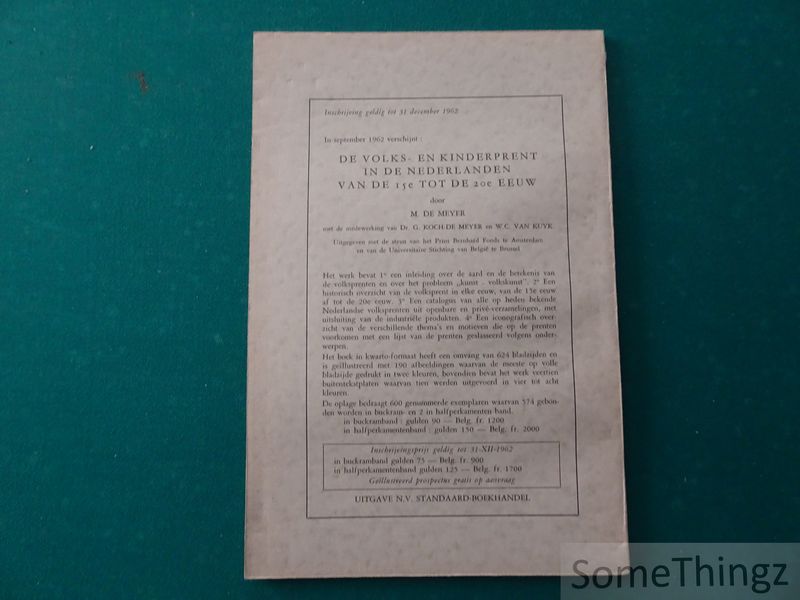 Inschrijving geldig tot 31 december 1962
In september 1962 verschijnt :
DE VOLKS- EN KINDERPRENT
IN DE NEDERLANDEN
VAN DE 15e TOT DE 20e EEUW
door
M. DE MEYER
met de medewerking van Dr. G. KOCH-DE MEYER en W.C. VAN KUYK
Uitgegeven met de steun van het Prins Bernhard Fonds te Amsterdam
en van de Universitaire Stichting van België te Brussel
Het werk bevat 1º een inleiding over de aard en de betekenis van
de volksprenten en over het probleem „kunst - volkskunst". 2º Een
historisch overzicht van de volksprent in elke eeuw, van de 15e eeuw
af tot de 20e eeuw. 3º Een catalogus van alle op heden bekende
Nederlandse volksprenten uit openbare en privé-verzamelingen, met
uitsluiting van de industriële produkten. 4º Een iconografisch over-
zicht van de verschillende thema's en motieven die op de prenten
voorkomen met een lijst van de prenten geklasseerd volgens onder-
werpen.
Het boek in kwarto-formaat heeft een omvang van 624 bladzijden en
is geïllustreerd met 190 afbeeldingen waarvan de meeste op volle
bladzijde gedrukt in twee kleuren, bovendien bevat het werk veertien
buitentekstplaten waarvan tien werden uitgevoerd in vier tot acht
kleuren.
De oplage bedraagt 600 genummerde exemplaren waarvan 574 gebon-
den worden in buckram- en 2 in halfperkamenten band.
in buckramband : gulden 90 — Belg. fr. 1200
in halfperkamentenband : gulden 150 — Belg. fr. 2000
Inschrijvingsprijs geldig tot 31-XII-1962
in buckramband gulden 75 — Belg. fr. 900
in halfperkamentenband gulden 125 — Belg. fr. 1700
Geïllustreerd prospectus gratis op aanvraag
UITGAVE N.V. STANDAARD-BOEKHANDEL
SomeThingz